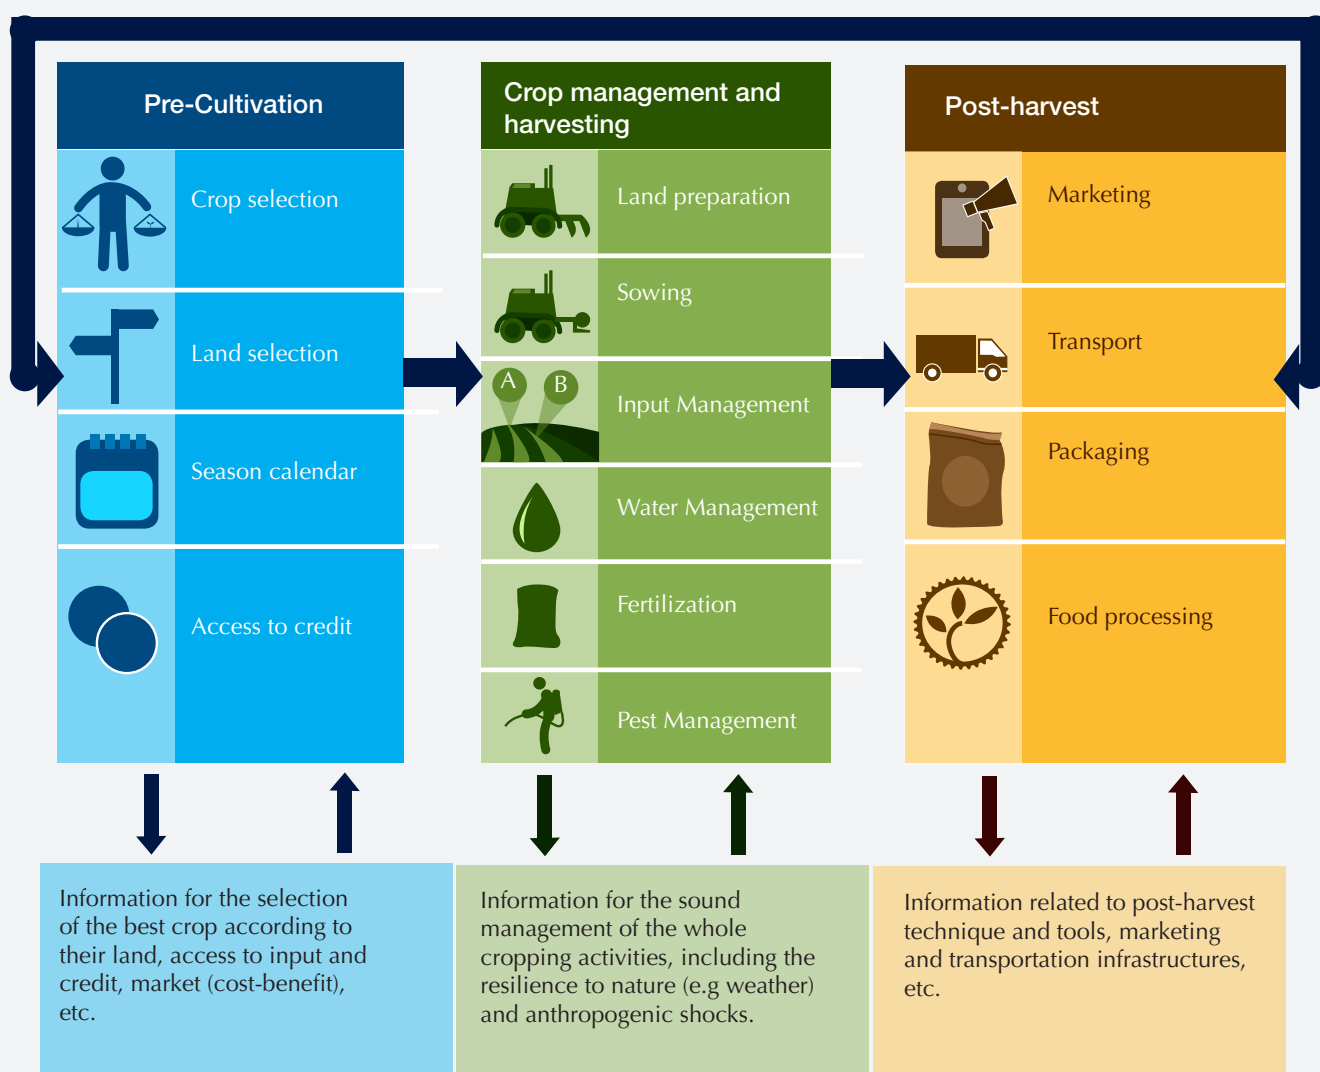 Pre-Cultivation
Crop selection
Land selection
Season calendar
Access to credit
Crop management and
harvesting
Land preparation
Sowing
A B
Input Management
Water Management
Fertilization
Pest Management
Post-harvest
Marketing
Transport
Packaging
Food processing
Information for the selection
of the best crop according to
their land, access to input and
credit, market (cost-benefit),
etc.
Information for the sound
management of the whole
cropping activities, including the
resilience to nature (e.g weather)
and anthropogenic shocks.
Information related to post-harvest
technique and tools, marketing
and transportation infrastructures,
etc.